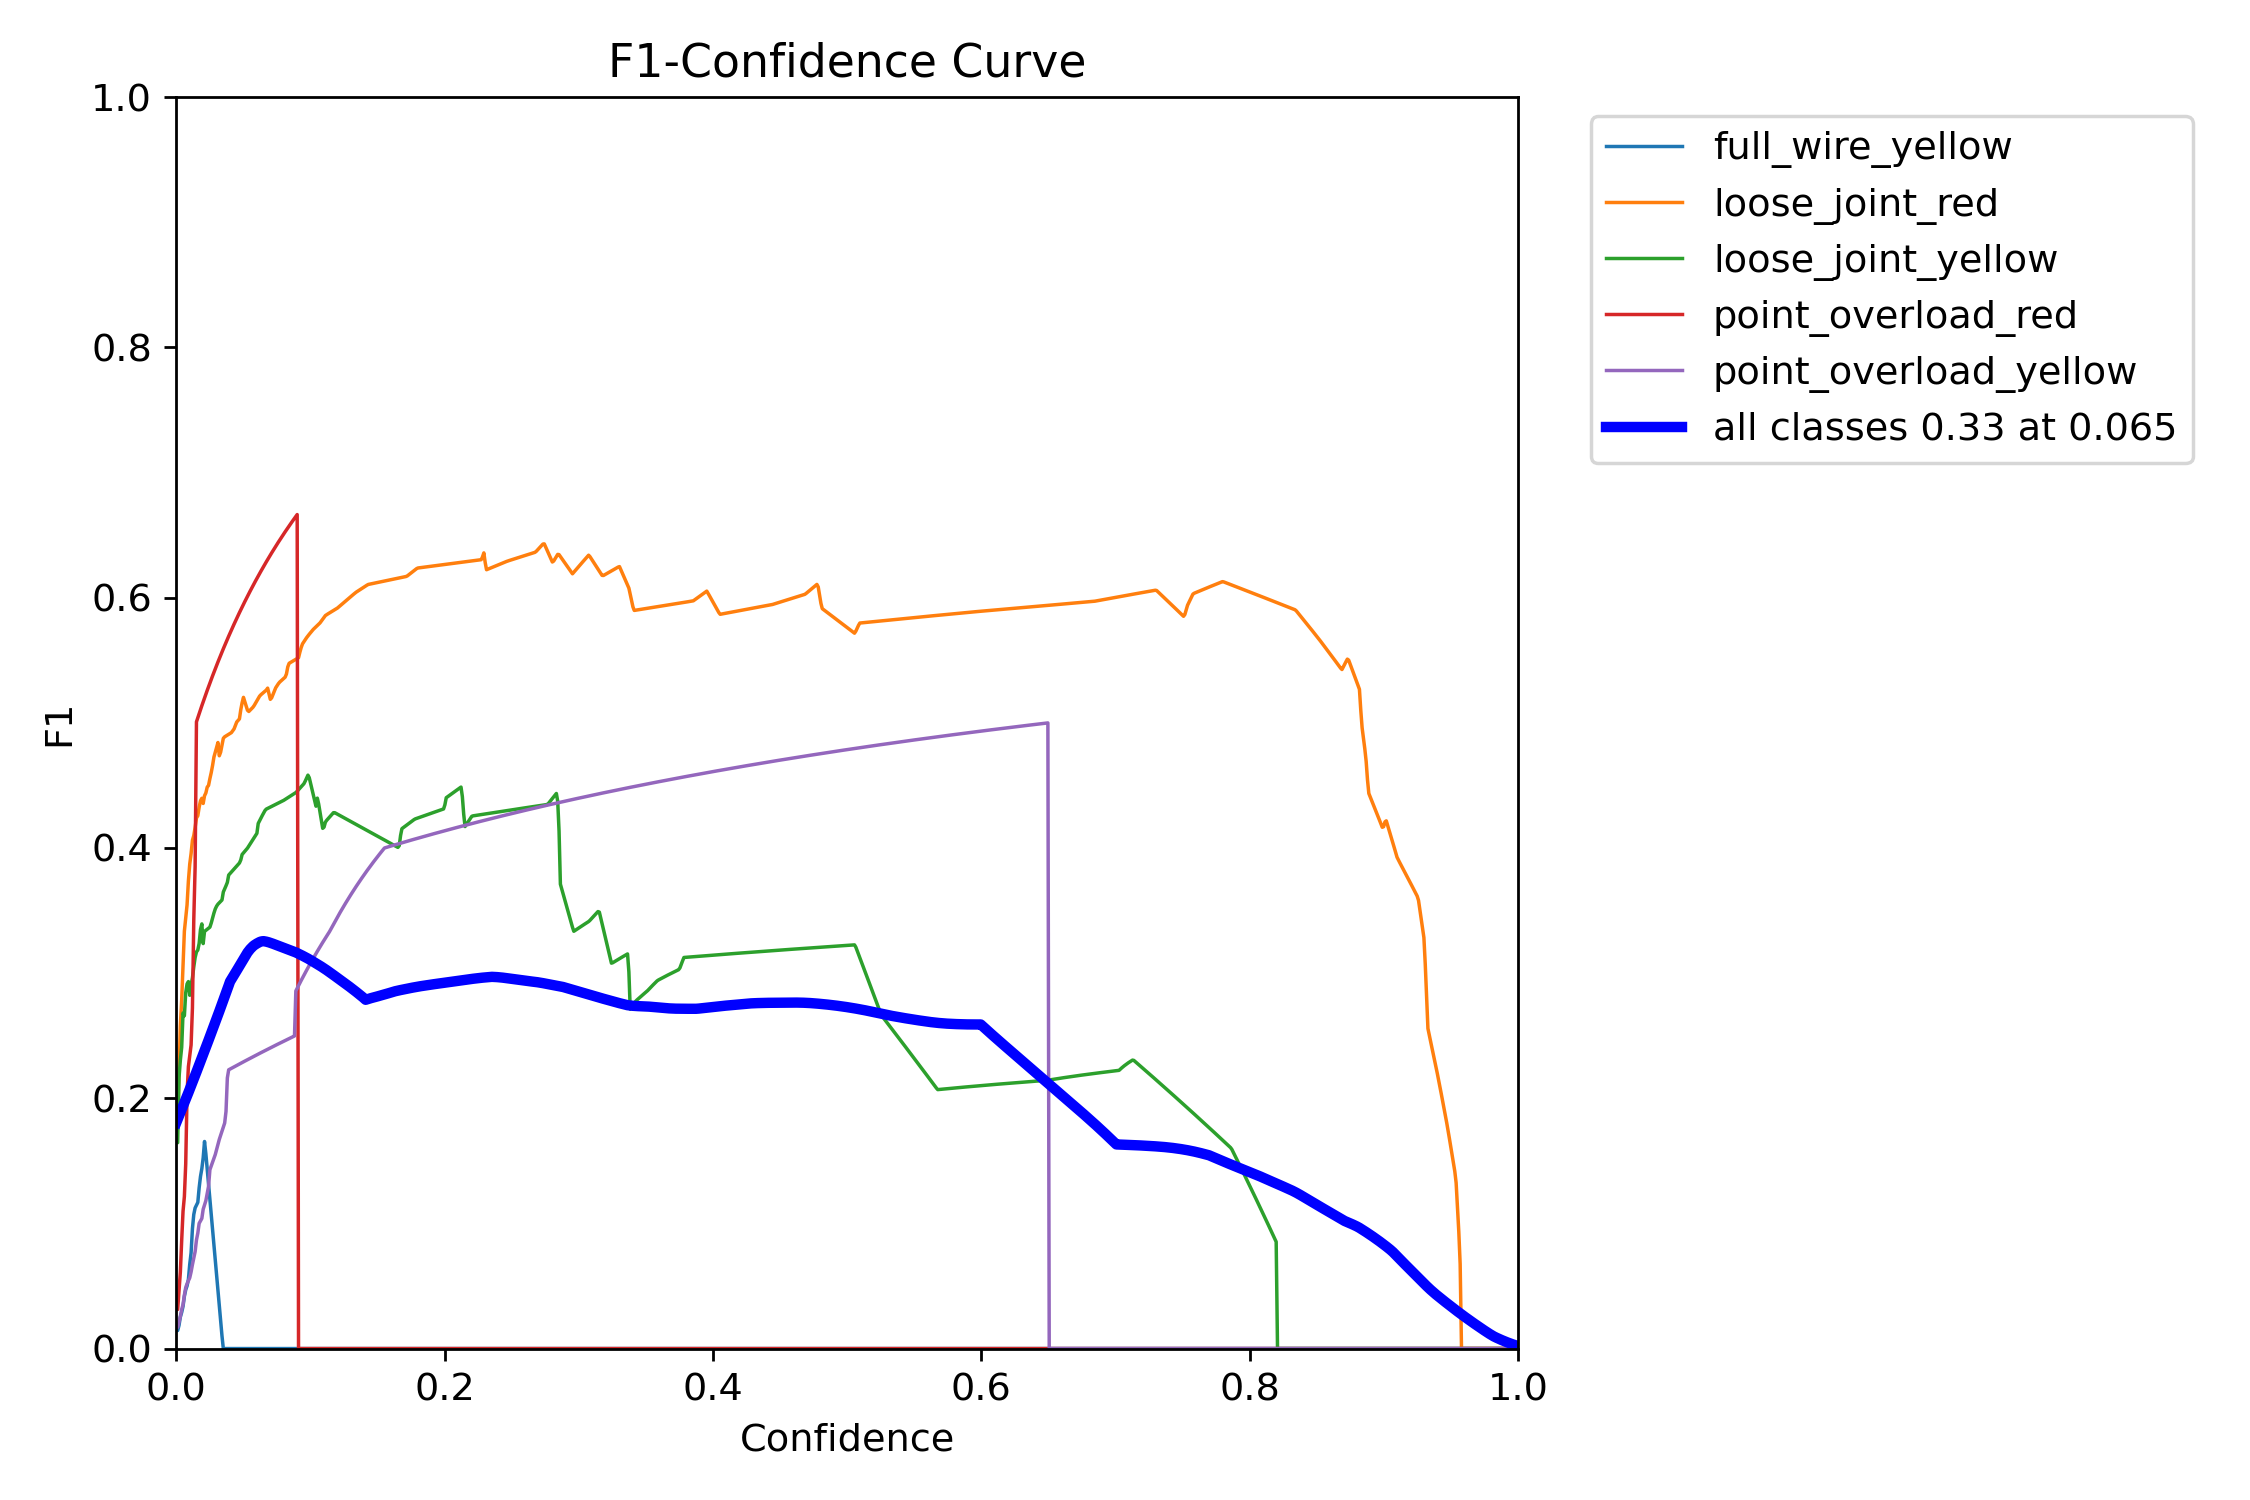 F1-Confidence Curve
1.0
0.8
0.6
0.4
0.2
0.0
F1
0.0 0.2 0.4 0.6 0.8 1.0
Confidence
full_wire_yellow
loose_joint_red
loose_joint_yellow
point_overload_red
point_overload_yellow
all classes 0.33 at 0.065